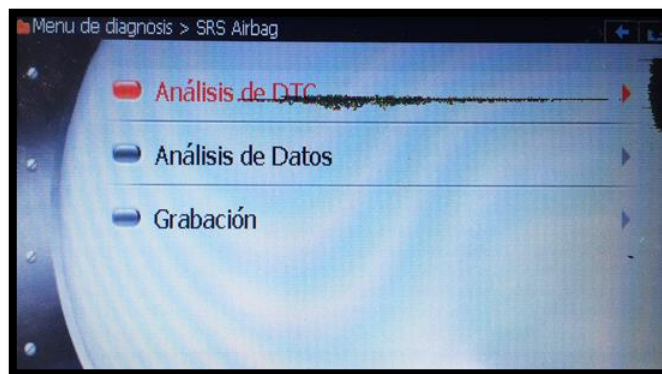 Menu de diagnosis > SRS Airbag
Análisis de DTC
Análisis de Datos
Grabación